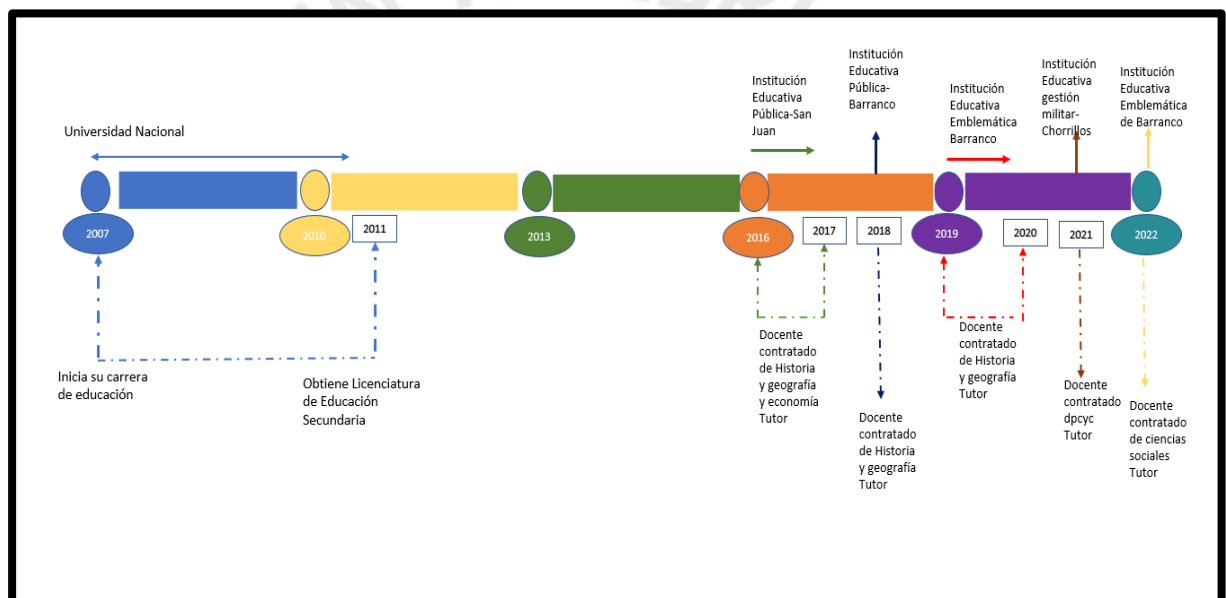 Universidad Nacional
Institución
Educativa
Pública-San
Juan
Institución
Educativa
Pública-
Barranco
Institución
Educativa
Emblemática
Barranco
Institución
Educativa
gestión
militar-
Chorrillos
Institución
Educativa
Emblemática
de Barranco
2007
2010
2011
2013
2016
2017
2018
2019
2020
2021
2022
Inicia su carrera
de educación
Obtiene Licenciatura
de Educación
Secundaria
Docente
contratado
de Historia
y geografía
y economía
Tutor
Docente
contratado
de Historia
y geografía
Tutor
Docente
contratado
de Historia
y geografía
Tutor
Docente
contratado
dpcyc
Tutor
Docente
contratado
de ciencias
sociales
Tutor